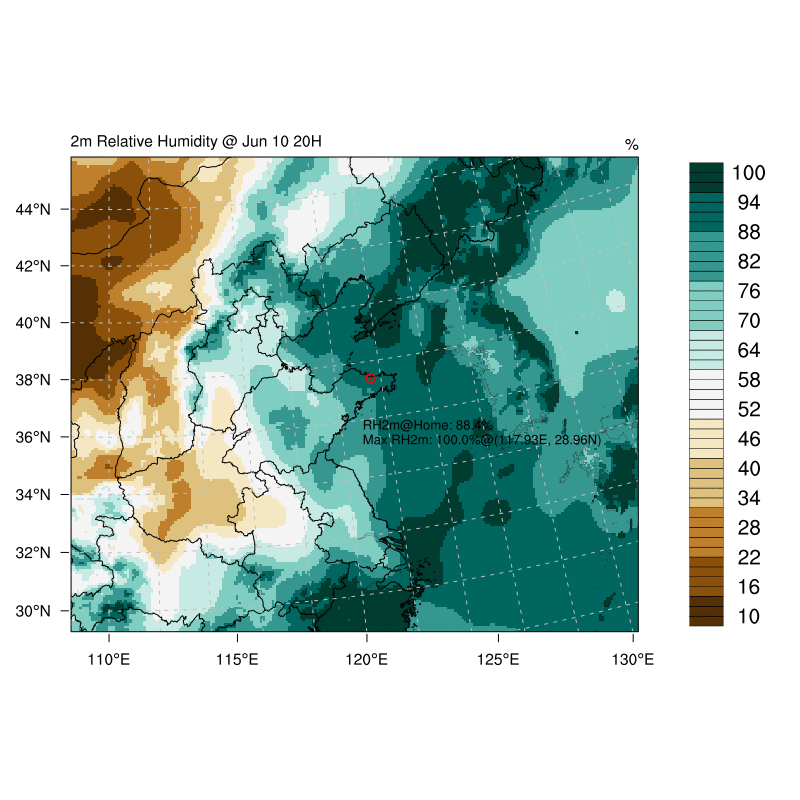 2m Relative Humidity @ Jun 10 20H
%
100
94
88
82
76
70
64
58
52
46
40
34
28
22
16
10
44°N
42°N
40°N
38°N
36°N
34°N
32°N
30°N
RH2m@Home: 88.4%
Max RH2m: 100.0%@(117.93E, 28.96N)
110°E 115°E 120°E 125°E 130°E